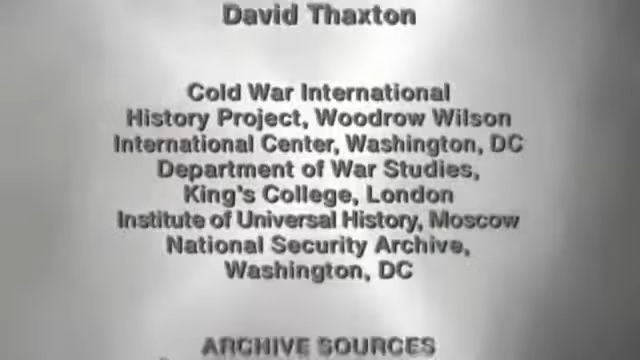 David Thaxton
Cold War International
History Project, Woodrow Wilson
International Center, Washington, DC
Department of War Studies,
King's College, London
Institute of Universal History, Moscow
National Security Archive,
Washington, DC
ARCHIVE SOURCES